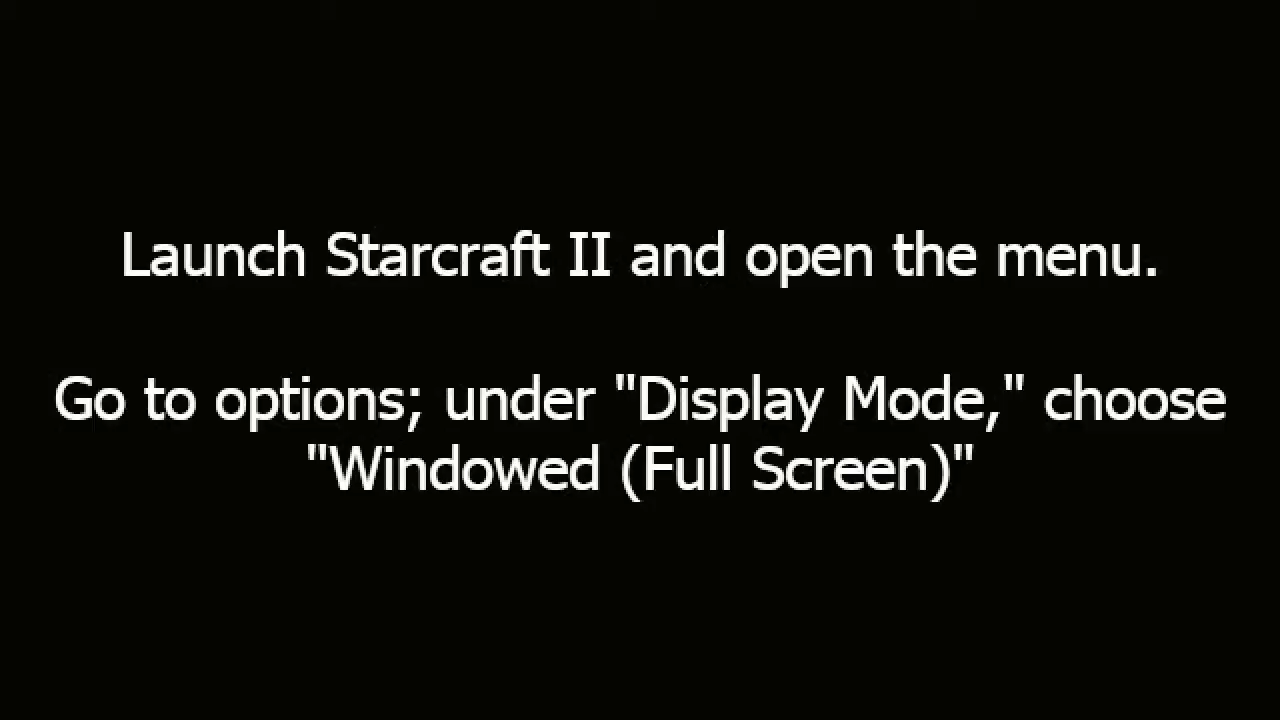 Launch Starcraft II and open the menu.
Go to options; under "Display Mode," choose
"Windowed (Full Screen)"